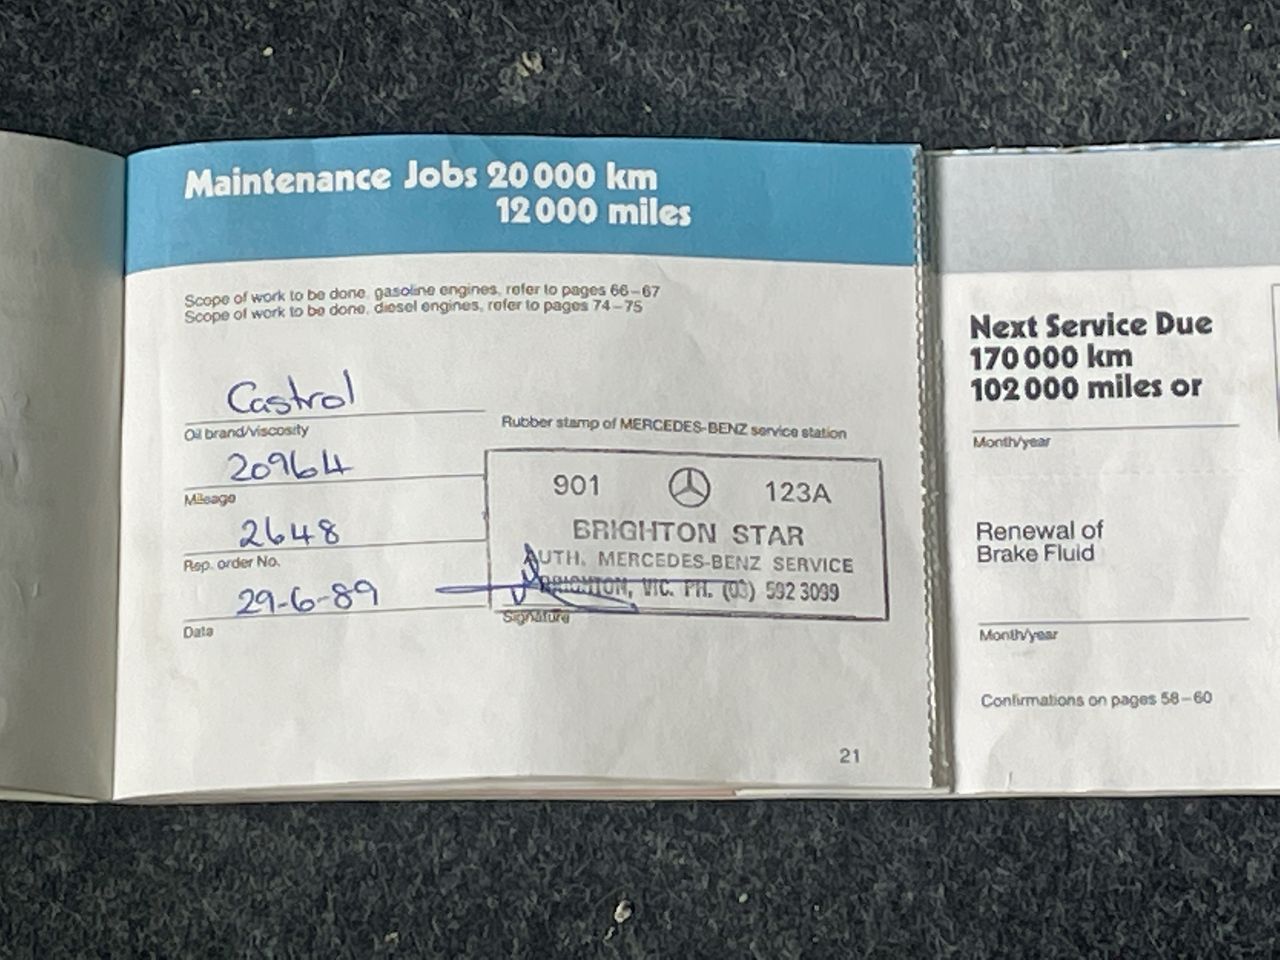 Maintenance Jobs 20 000 km
12 000 miles
Scope of work to be done, gasoline engines, refer to pages 66–67
Scope of work to be done, diesel engines, refer to pages 74–75
Castrol
Oil brand/viscosity
20964
Mileage
2648
Rep. order No.
29-6-89
Date
Rubber stamp of MERCEDES-BENZ service station
901 123A
BRIGHTON STAR
AUTH. MERCEDES-BENZ SERVICE
BRIGHTON, VIC. PH. (03) 592 3099
Signature
21
Next Service Due
170 000 km
102 000 miles or
Month/year
Renewal of
Brake Fluid
Month/year
Confirmations on pages 58–60